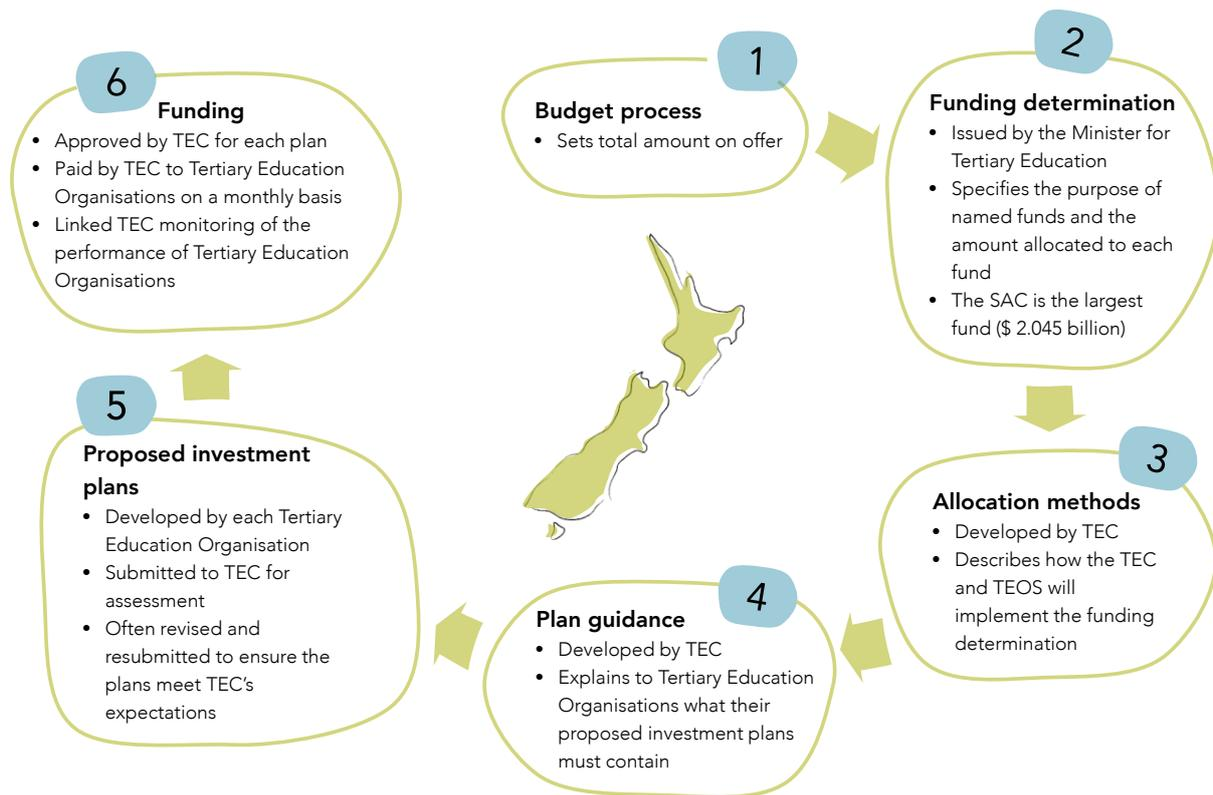 1
Budget process
• Sets total amount on offer
2
Funding determination
• Issued by the Minister for
Tertiary Education
• Specifies the purpose of
named funds and the
amount allocated to each
fund
• The SAC is the largest
fund ($ 2.045 billion)
3
Allocation methods
• Developed by TEC
• Describes how the TEC
and TEOS will
implement the funding
determination
4
Plan guidance
• Developed by TEC
• Explains to Tertiary Education
Organisations what their
proposed investment plans
must contain
5
Proposed investment
plans
• Developed by each Tertiary
Education Organisation
• Submitted to TEC for
assessment
• Often revised and
resubmitted to ensure the
plans meet TEC's
expectations
6
Funding
• Approved by TEC for each plan
• Paid by TEC to Tertiary Education
Organisations on a monthly basis
• Linked TEC monitoring of the
performance of Tertiary Education
Organisations